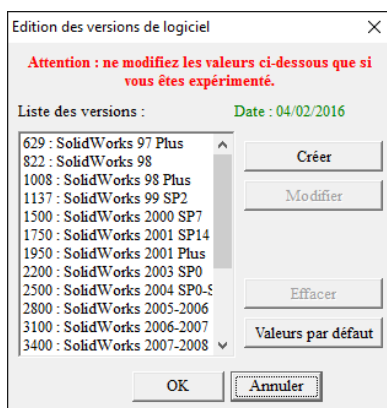 Edition des versions de logiciel
Attention : ne modifiez les valeurs ci-dessous que si
vous êtes expérimenté.
Liste des versions :
Date : 04/02/2016
629 : SolidWorks 97 Plus
822 : SolidWorks 98
1008 : SolidWorks 98 Plus
1137 : SolidWorks 99 SP2
1500 : SolidWorks 2000 SP7
1750 : SolidWorks 2001 SP14
1950 : SolidWorks 2001 Plus
2200 : SolidWorks 2003 SP0
2500 : SolidWorks 2004 SP0-S
2800 : SolidWorks 2005-2006
3100 : SolidWorks 2006-2007
3400 : SolidWorks 2007-2008
Créer
Modifier
Effacer
Valeurs par défaut
OK
Annuler